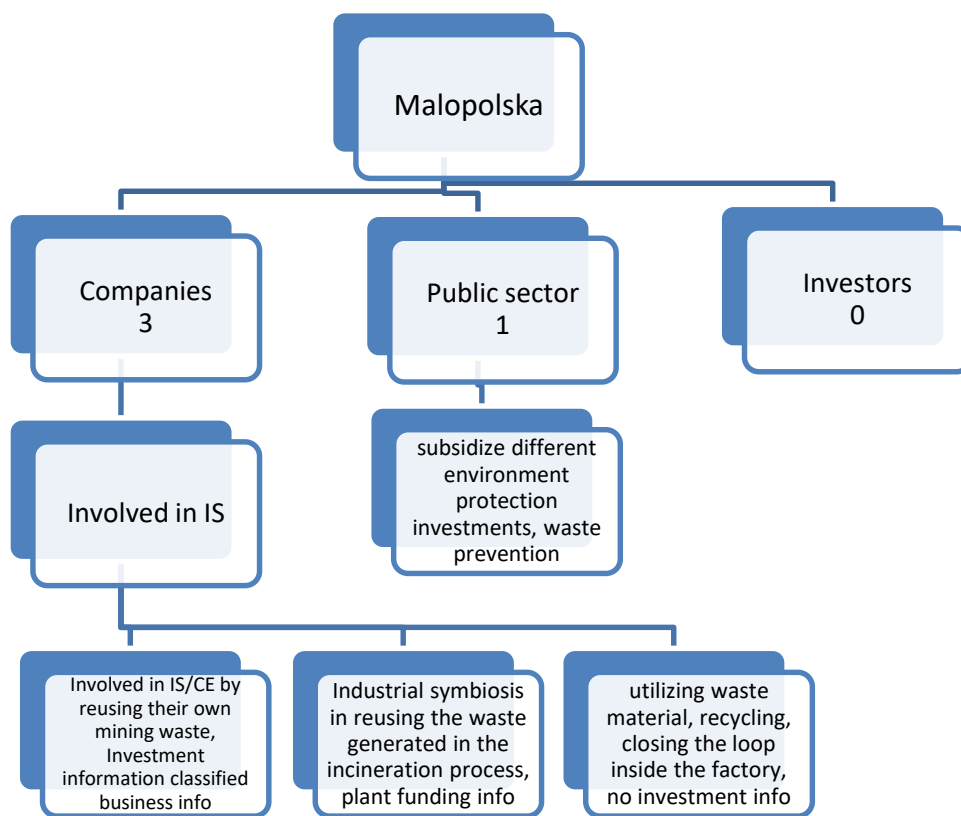 Malopolska
Companies
3
Public sector
1
Investors
0
Involved in IS
subsidize different
environment
protection
investments, waste
prevention
Involved in IS/CE by
reusing their own
mining waste,
Investment
information classified
business info
Industrial symbiosis
in reusing the waste
generated in the
incineration process,
plant funding info
utilizing waste
material, recycling,
closing the loop
inside the factory,
no investment info